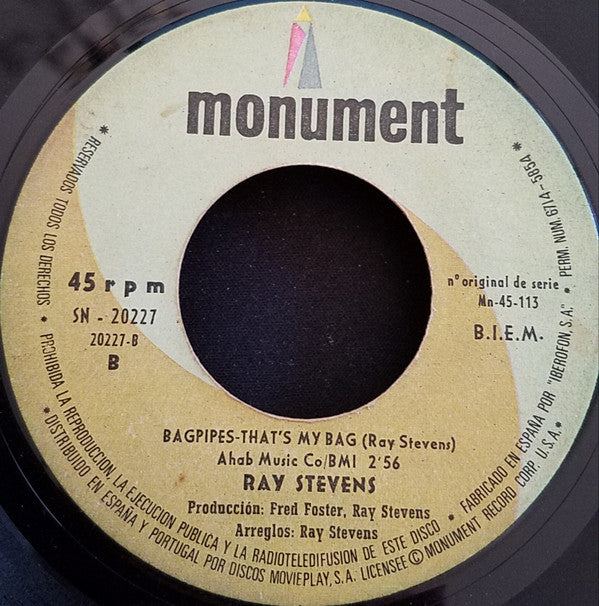 monument
45 rpm
SN - 20227
20227-B
B
nº original de serie
Mn-45-113
B.I.E.M.
BAGPIPES-THAT'S MY BAG (Ray Stevens)
Ahab Music Co/BMI 2'56
RAY STEVENS
Producción: Fred Foster, Ray Stevens
Arreglos: Ray Stevens
* RESERVADOS TODOS LOS DERECHOS * PROHIBIDA LA REPRODUCCION, LA EJECUCION PUBLICA Y LA RADIOTELEDIFUSION DE ESTE DISCO * FABRICADO EN ESPAÑA POR "IBEROFON, S.A." * PERM. NUM. 6714-5854 *
* DISTRIBUIDO EN ESPAÑA Y PORTUGAL POR DISCOS MOVIEPLAY, S.A. LICENSEE © MONUMENT RECORD CORP. U.S.A. *